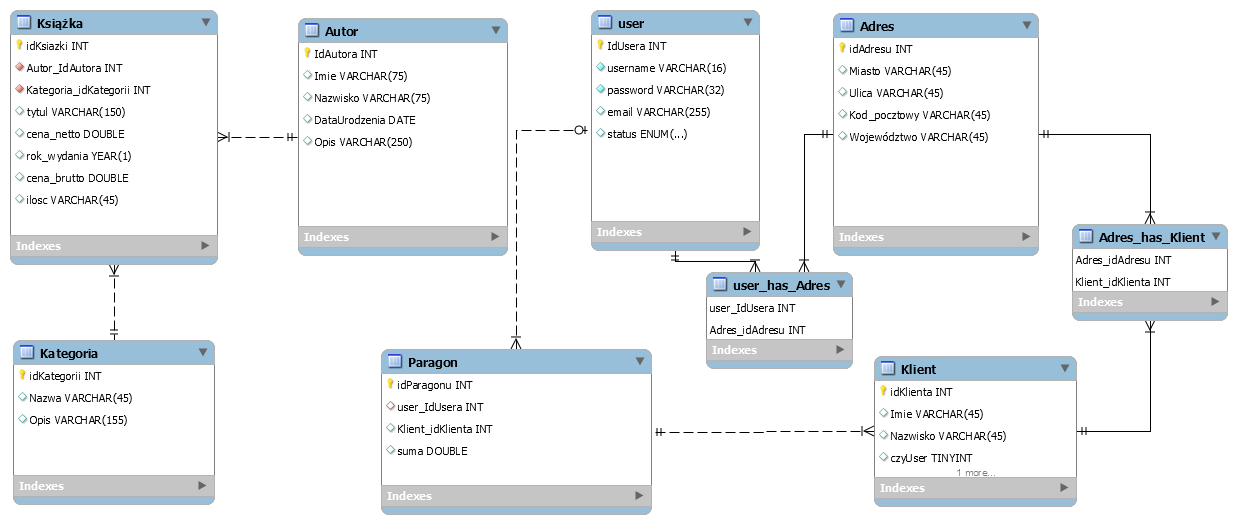 Książka
idKsiazki INT
Autor_IdAutora INT
Kategoria_idKategorii INT
tytul VARCHAR(150)
cena_netto DOUBLE
rok_wydania YEAR(1)
cena_brutto DOUBLE
ilosc VARCHAR(45)
Indexes
Autor
IdAutora INT
Imie VARCHAR(75)
Nazwisko VARCHAR(75)
DataUrodzenia DATE
Opis VARCHAR(250)
Indexes
user
IdUsera INT
username VARCHAR(16)
password VARCHAR(32)
email VARCHAR(255)
status ENUM(...)
Indexes
Adres
idAdresu INT
Miasto VARCHAR(45)
Ulica VARCHAR(45)
Kod_pocztowy VARCHAR(45)
Województwo VARCHAR(45)
Indexes
Adres_has_Klient
Adres_idAdresu INT
Klient_idKlienta INT
Indexes
user_has_Adres
user_IdUsera INT
Adres_idAdresu INT
Indexes
Kategoria
idKategorii INT
Nazwa VARCHAR(45)
Opis VARCHAR(155)
Indexes
Paragon
idParagonu INT
user_IdUsera INT
Klient_idKlienta INT
suma DOUBLE
Indexes
Klient
idKlienta INT
Imie VARCHAR(45)
Nazwisko VARCHAR(45)
czyUser TINYINT
1 more...
Indexes